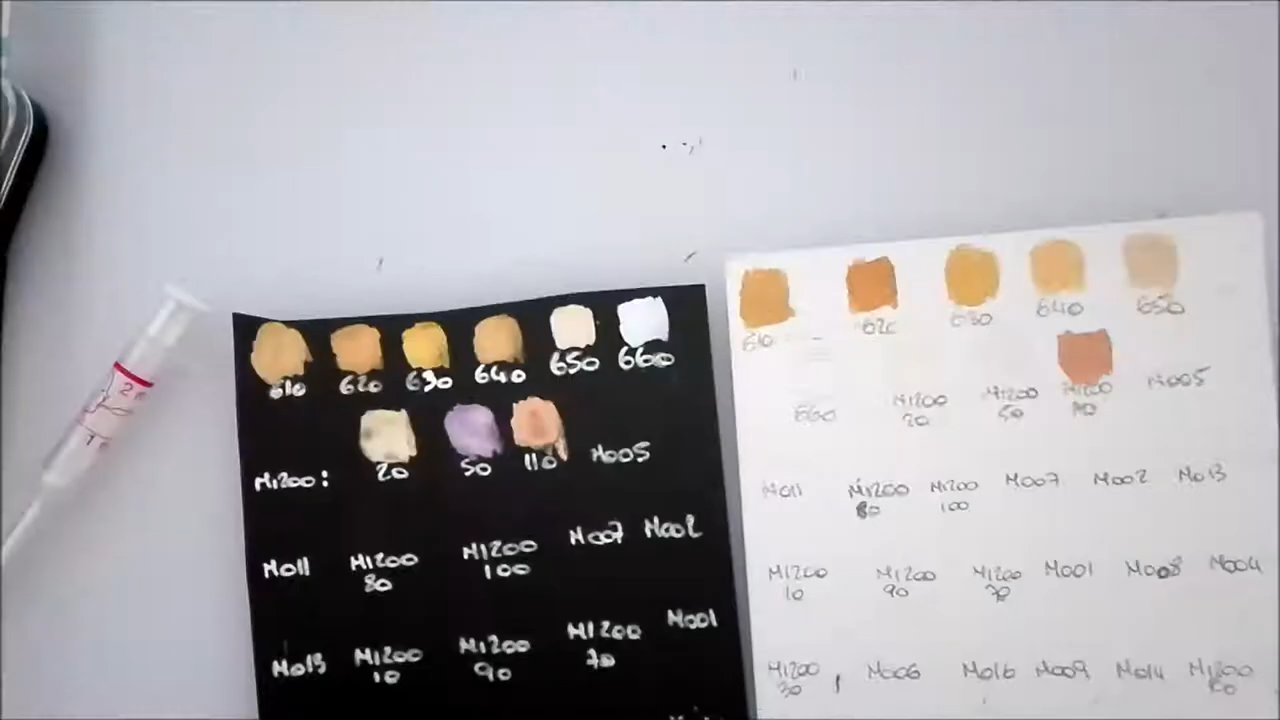 610 620 630 640 650 660
M1200: 20 50 110 M005
M011 M1200 80 M1200 100 M007 M002
M013 M1200 10 M1200 90 M1200 70 M001
610 620 630 640 650
660 M1200 20 M1200 50 M1200 110 M005
M011 M1200 80 M1200 100 M007 M002 M013
M1200 10 M1200 90 M1200 70 M001 M008 M004
M1200 30 M006 M016 M009 M014 M1200